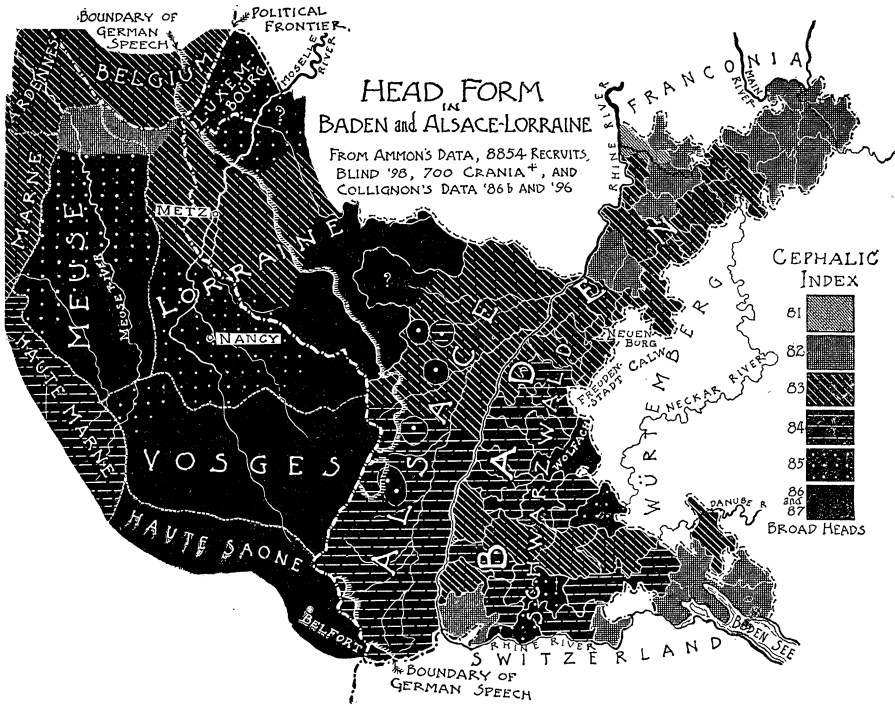 BOUNDARY OF
GERMAN
SPEECH
POLITICAL
FRONTIER.
MOSELLE
RIVER
ARDENNES
BELGIUM
LUXEM-
BOURG
?
HEAD FORM
IN
BADEN and ALSACE-LORRAINE
FROM AMMON'S DATA, 8854 RECRUITS,
BLIND '98, 700 CRANIA+, AND
COLLIGNON'S DATA '86b AND '96
RHINE RIVER
FRANCONIA
MAIN
RIVER
MARNE
MEUSE
MEUSE RIVER
METZ
LORRAINE
NANCY
?
ALSACE
BADEN
SCHWARZWALD
NEUEN-
BURG
CALW
FREUDEN-
STADT
WOLFACH
WÜRTEMBERG
NECKAR RIVER
CEPHALIC
INDEX
81
82
83
84
85
86
and
87
BROAD HEADS
HAUTE MARNE
VOSGES
HAUTE SAONE
BELFORT
DANUBE R
BODEN SEE
RHINE RIVER
SWITZERLAND
BOUNDARY OF
GERMAN SPEECH